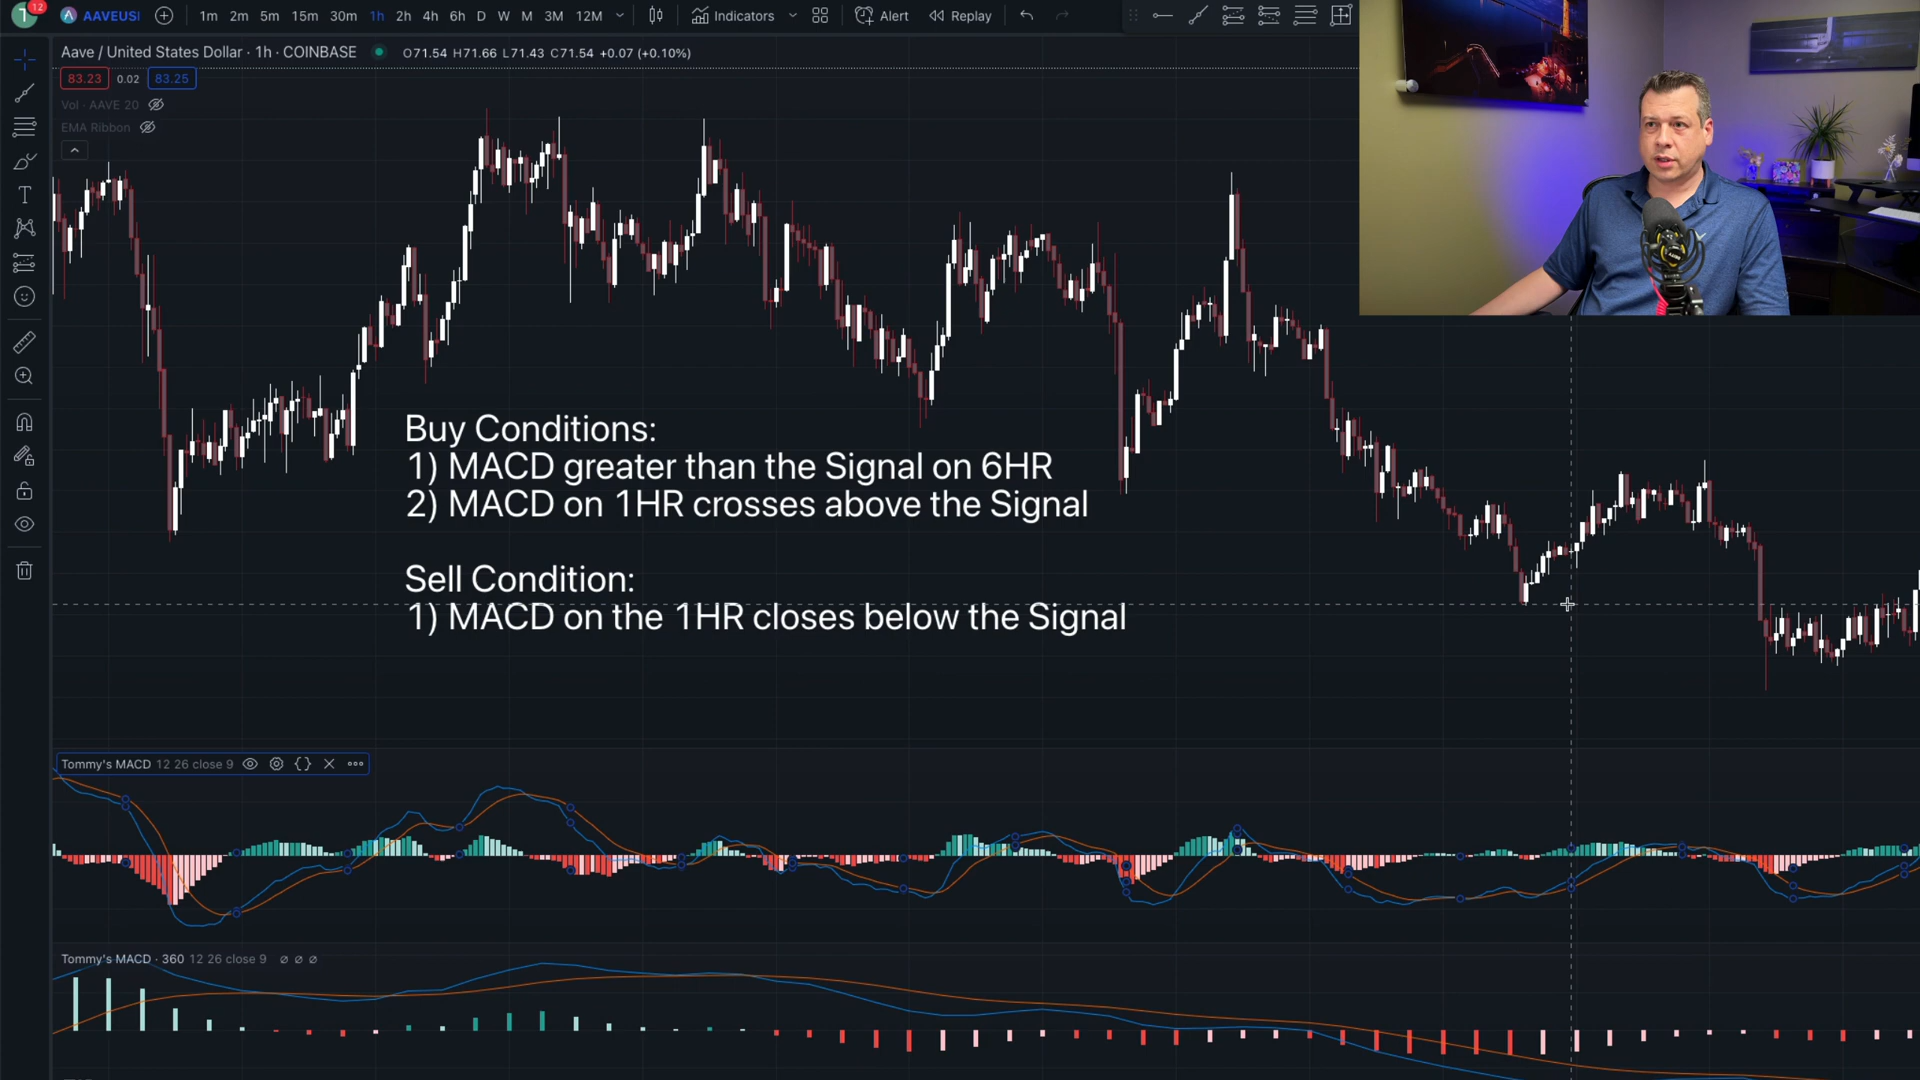 12
AAVEUSI
1m 2m 5m 15m 30m 1h 2h 4h 6h D W M 3M 12M
Indicators
Alert
Replay
Aave / United States Dollar · 1h · COINBASE
O71.54 H71.66 L71.43 C71.54 +0.07 (+0.10%)
83.23 0.02 83.25
Vol · AAVE 20
EMA Ribbon
Buy Conditions:
1) MACD greater than the Signal on 6HR
2) MACD on 1HR crosses above the Signal
Sell Condition:
1) MACD on the 1HR closes below the Signal
Tommy's MACD 12 26 close 9
Tommy's MACD · 360 12 26 close 9 ∅ ∅ ∅